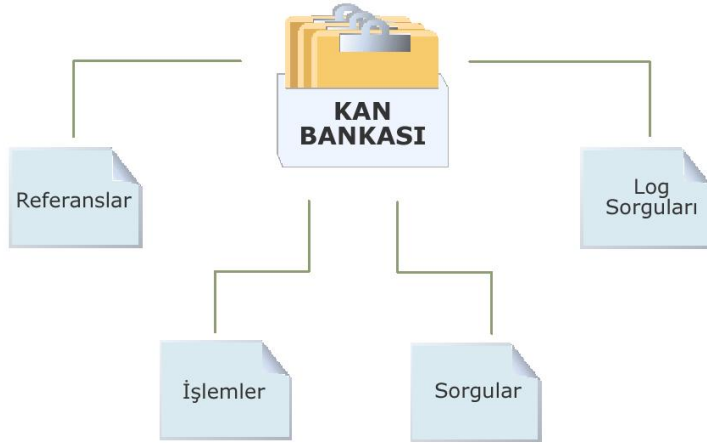 KAN
BANKASI
Referanslar
Log
Sorguları
İşlemler
Sorgular